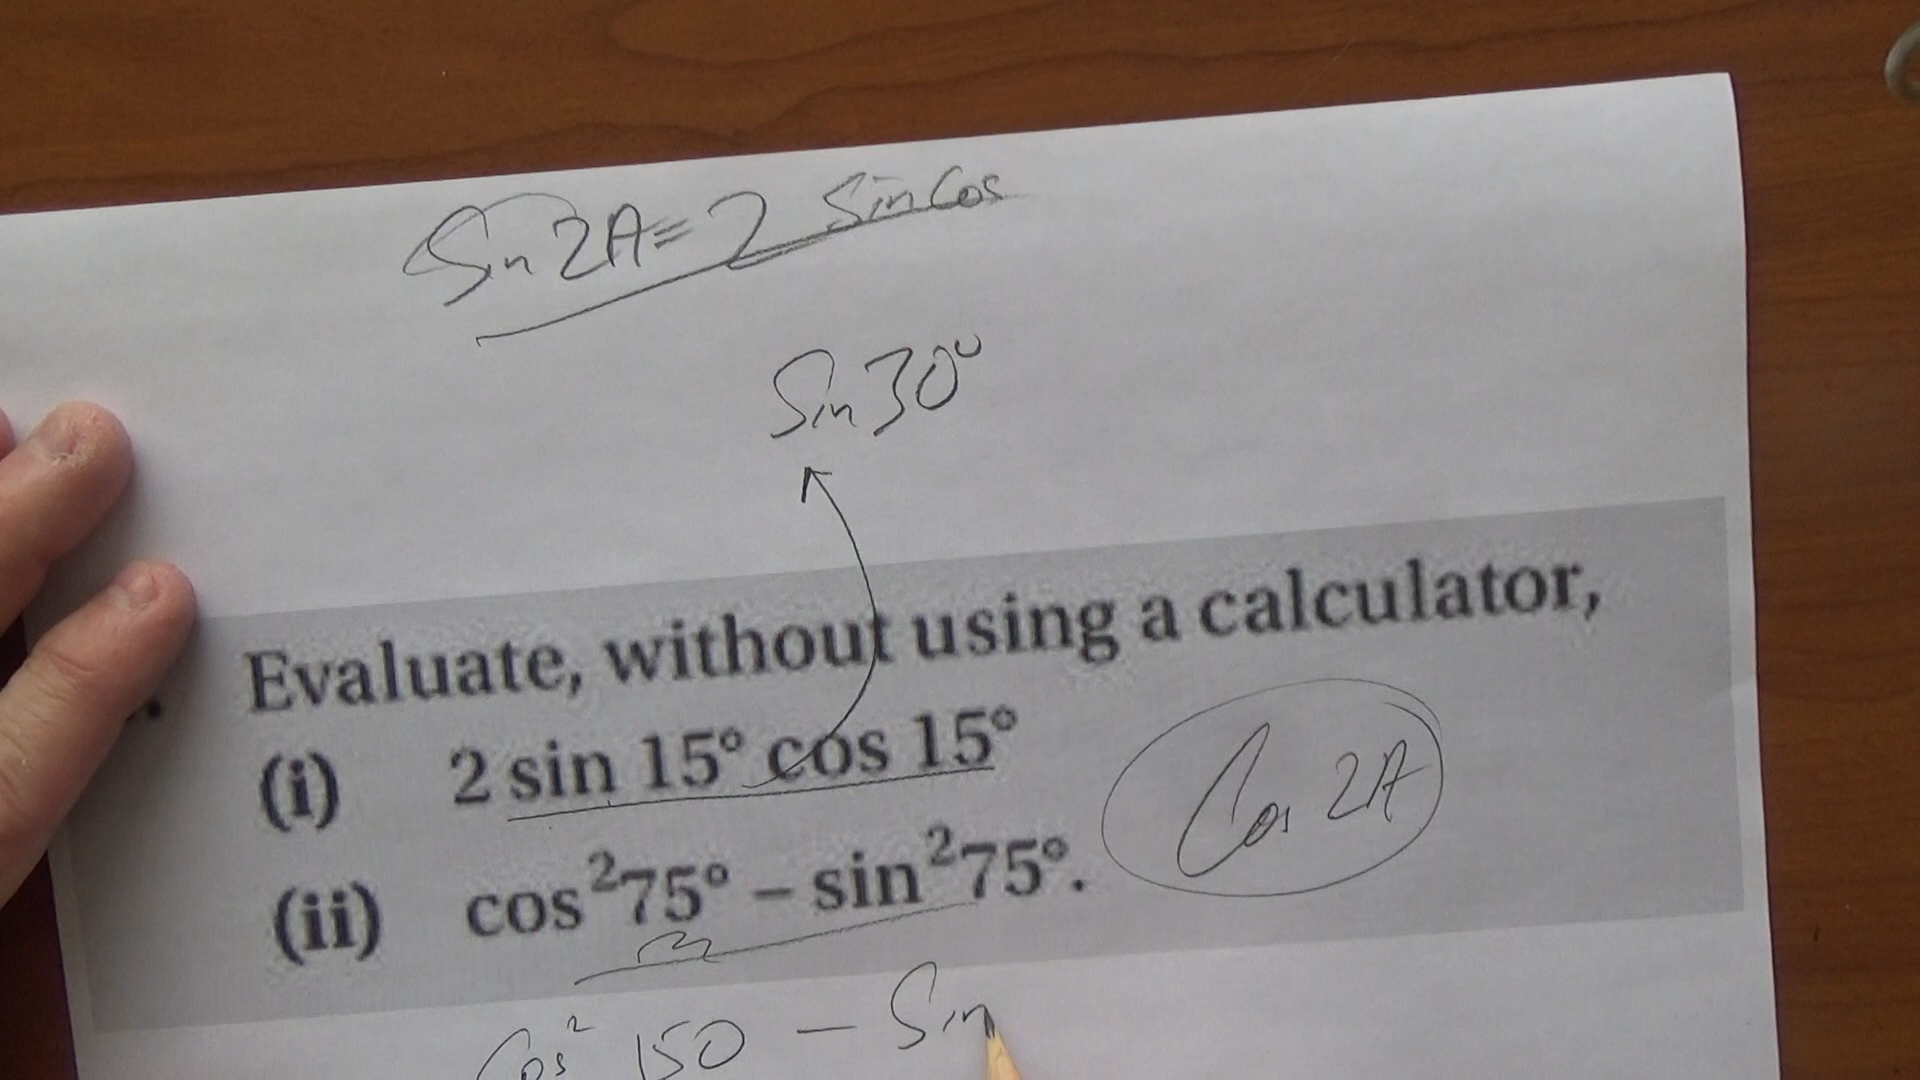 Sin 2A = 2 Sin Cos
Sin 30°
Evaluate, without using a calculator,
(i) 2 sin 15° cos 15°
Cos 2A
(ii) cos²75° – sin²75°.
Cos² 150 – Sin